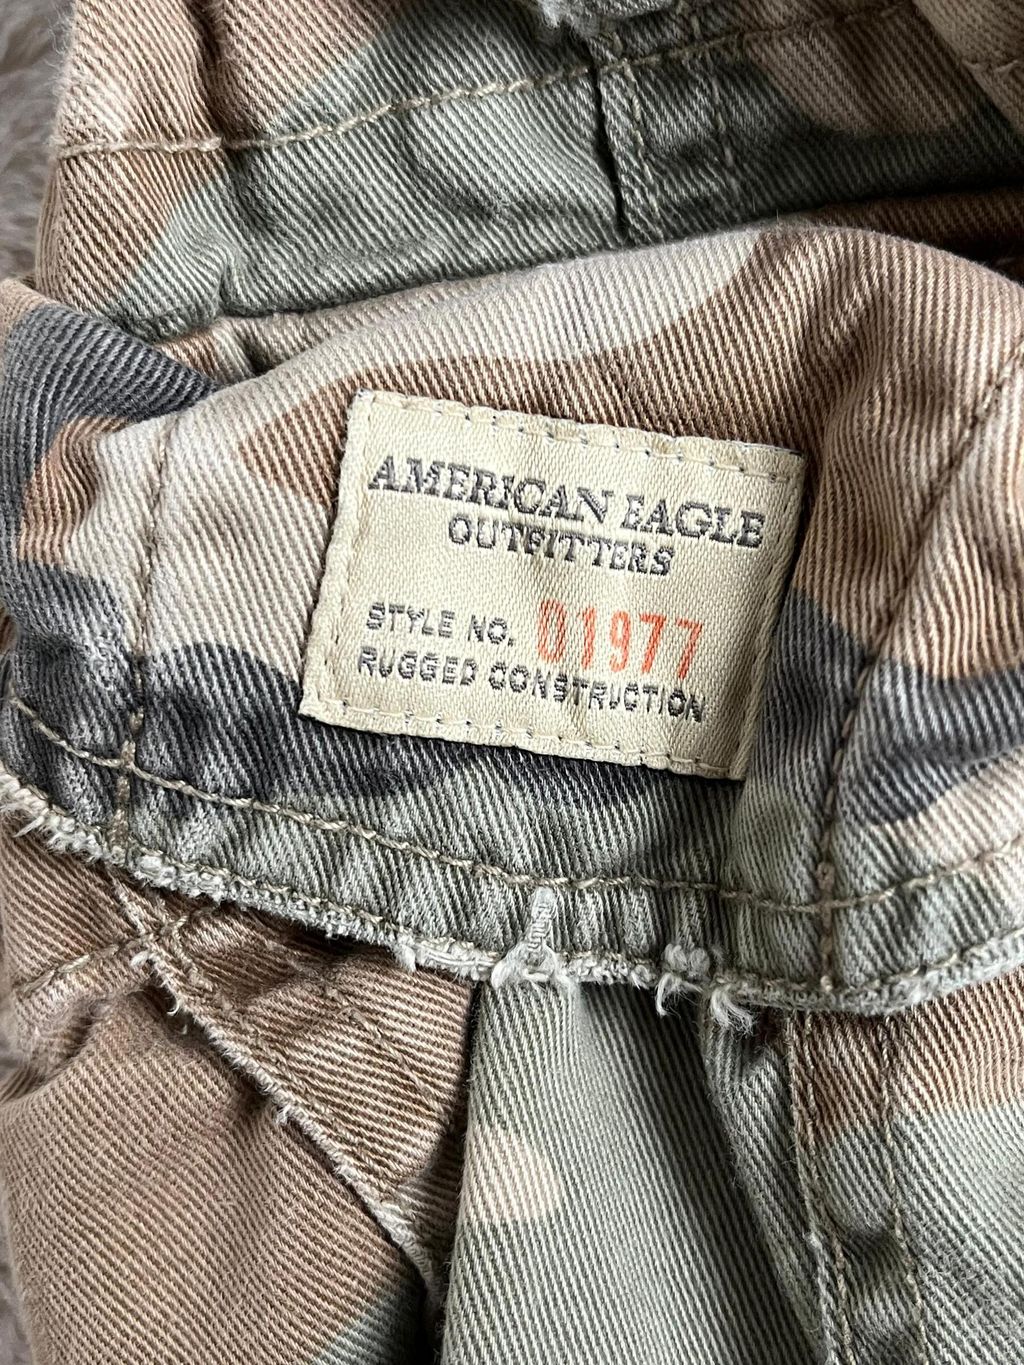 AMERICAN EAGLE
OUTFITTERS
STYLE NO. 01977
RUGGED CONSTRUCTION